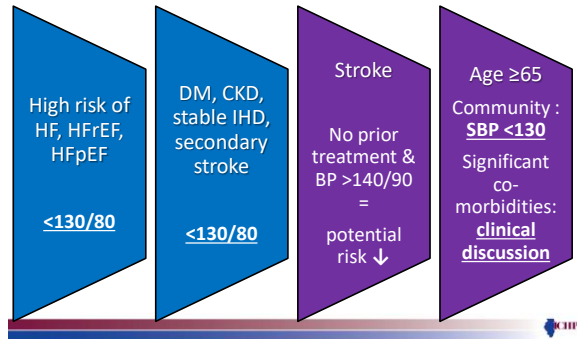 High risk of
HF, HFrEF,
HFpEF
<130/80
DM, CKD,
stable IHD,
secondary
stroke
<130/80
Stroke
No prior
treatment &
BP >140/90
=
potential
risk ↓
Age ≥65
Community :
SBP <130
Significant
co-
morbidities:
clinical
discussion